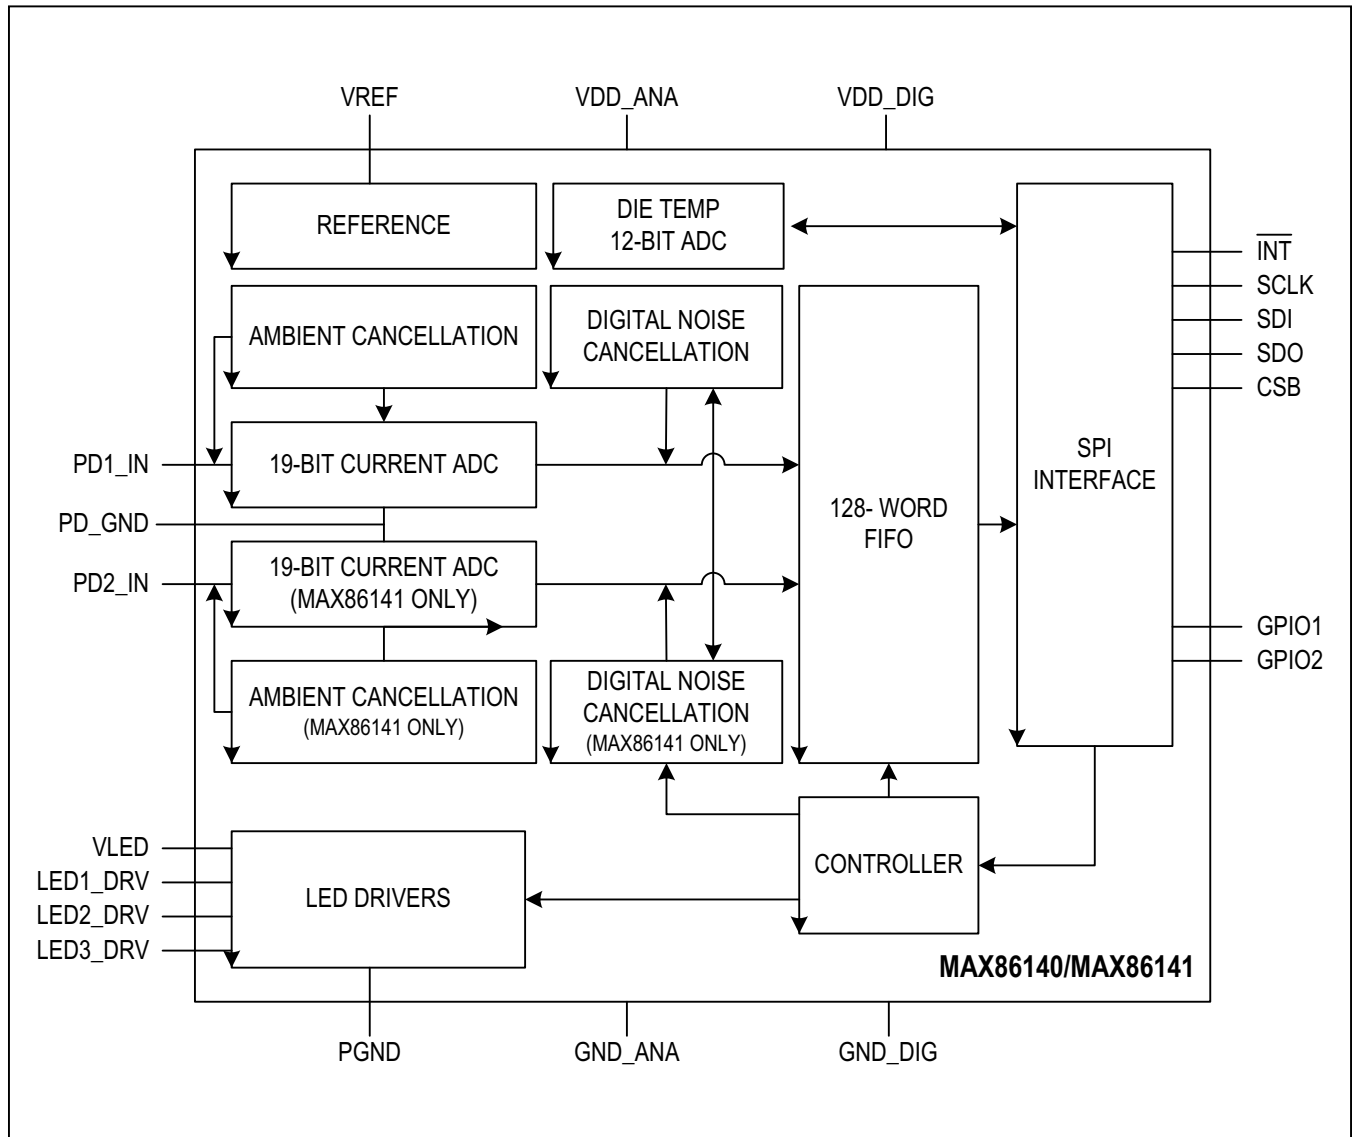 VREF
VDD_ANA
VDD_DIG
REFERENCE
DIE TEMP
12-BIT ADC
AMBIENT CANCELLATION
DIGITAL NOISE
CANCELLATION
PD1_IN
19-BIT CURRENT ADC
PD_GND
PD2_IN
19-BIT CURRENT ADC
(MAX86141 ONLY)
AMBIENT CANCELLATION
(MAX86141 ONLY)
DIGITAL NOISE
CANCELLATION
(MAX86141 ONLY)
128- WORD
FIFO
SPI
INTERFACE
INT
SCLK
SDI
SDO
CSB
GPIO1
GPIO2
VLED
LED1_DRV
LED2_DRV
LED3_DRV
LED DRIVERS
CONTROLLER
MAX86140/MAX86141
PGND
GND_ANA
GND_DIG